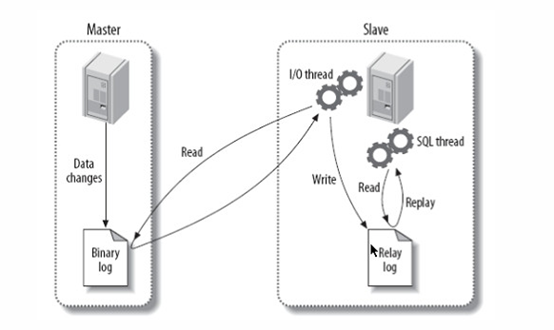 Master
Slave
I/O thread
SQL thread
Read
Data
changes
Write
Read
Replay
Binary
log
Relay
log